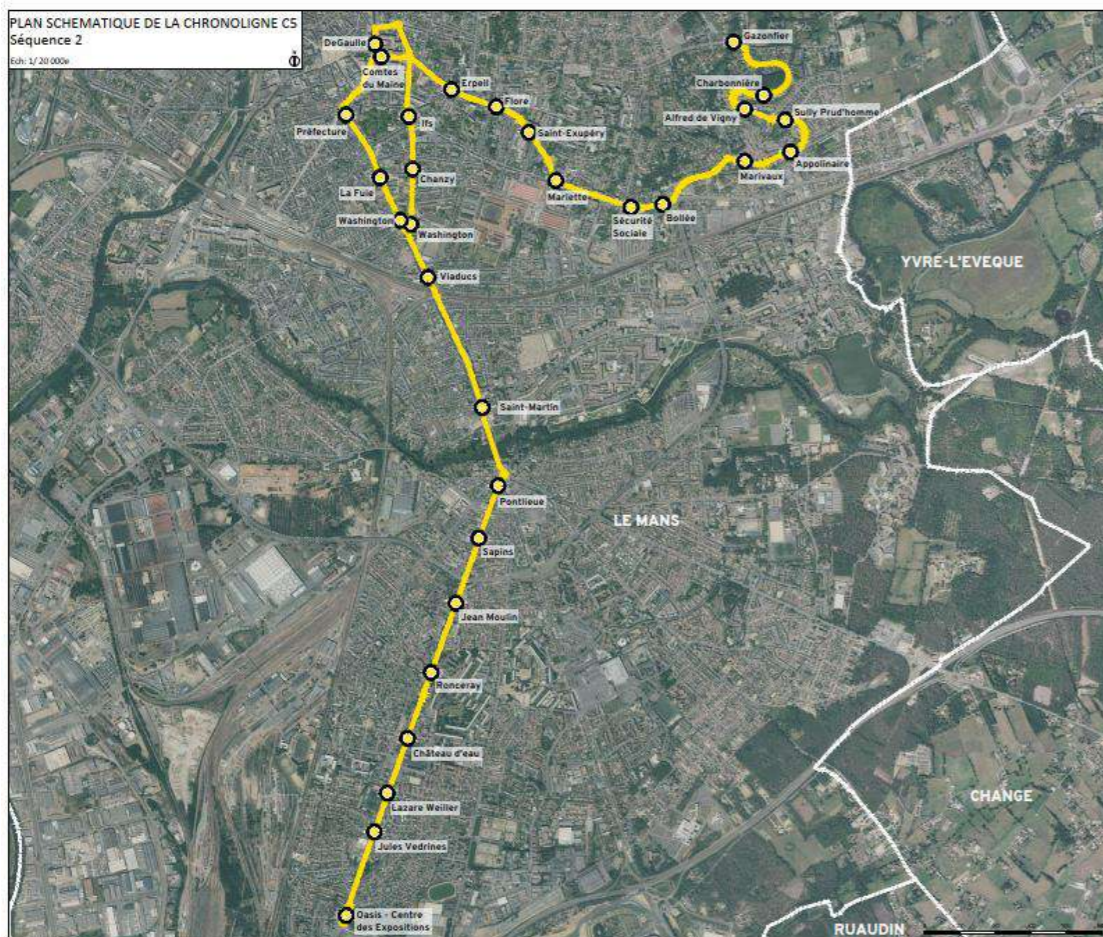 PLAN SCHEMATIQUE DE LA CHRONOLIGNE C5
Séquence 2
Ech: 1/ 20 000e
DeGaulle
Comtes
du Maine
Préfecture
Ifs
Erpell
Flore
Saint-Exupéry
Gazonfier
Charbonnière
Alfred de Vigny
Sully Prud'homme
Appolinaire
Marivaux
Chanzy
La Fuie
Mariette
Sécurité
Sociale
Bollée
Washington
Washington
Viaducs
YVRE-L'EVEQUE
Saint-Martin
Pontlieue
LE MANS
Sapins
Jean Moulin
Ronceray
Château d'eau
Lazare Weiller
CHANGE
Jules Vedrines
Oasis - Centre
des Expositions
RUAUDIN